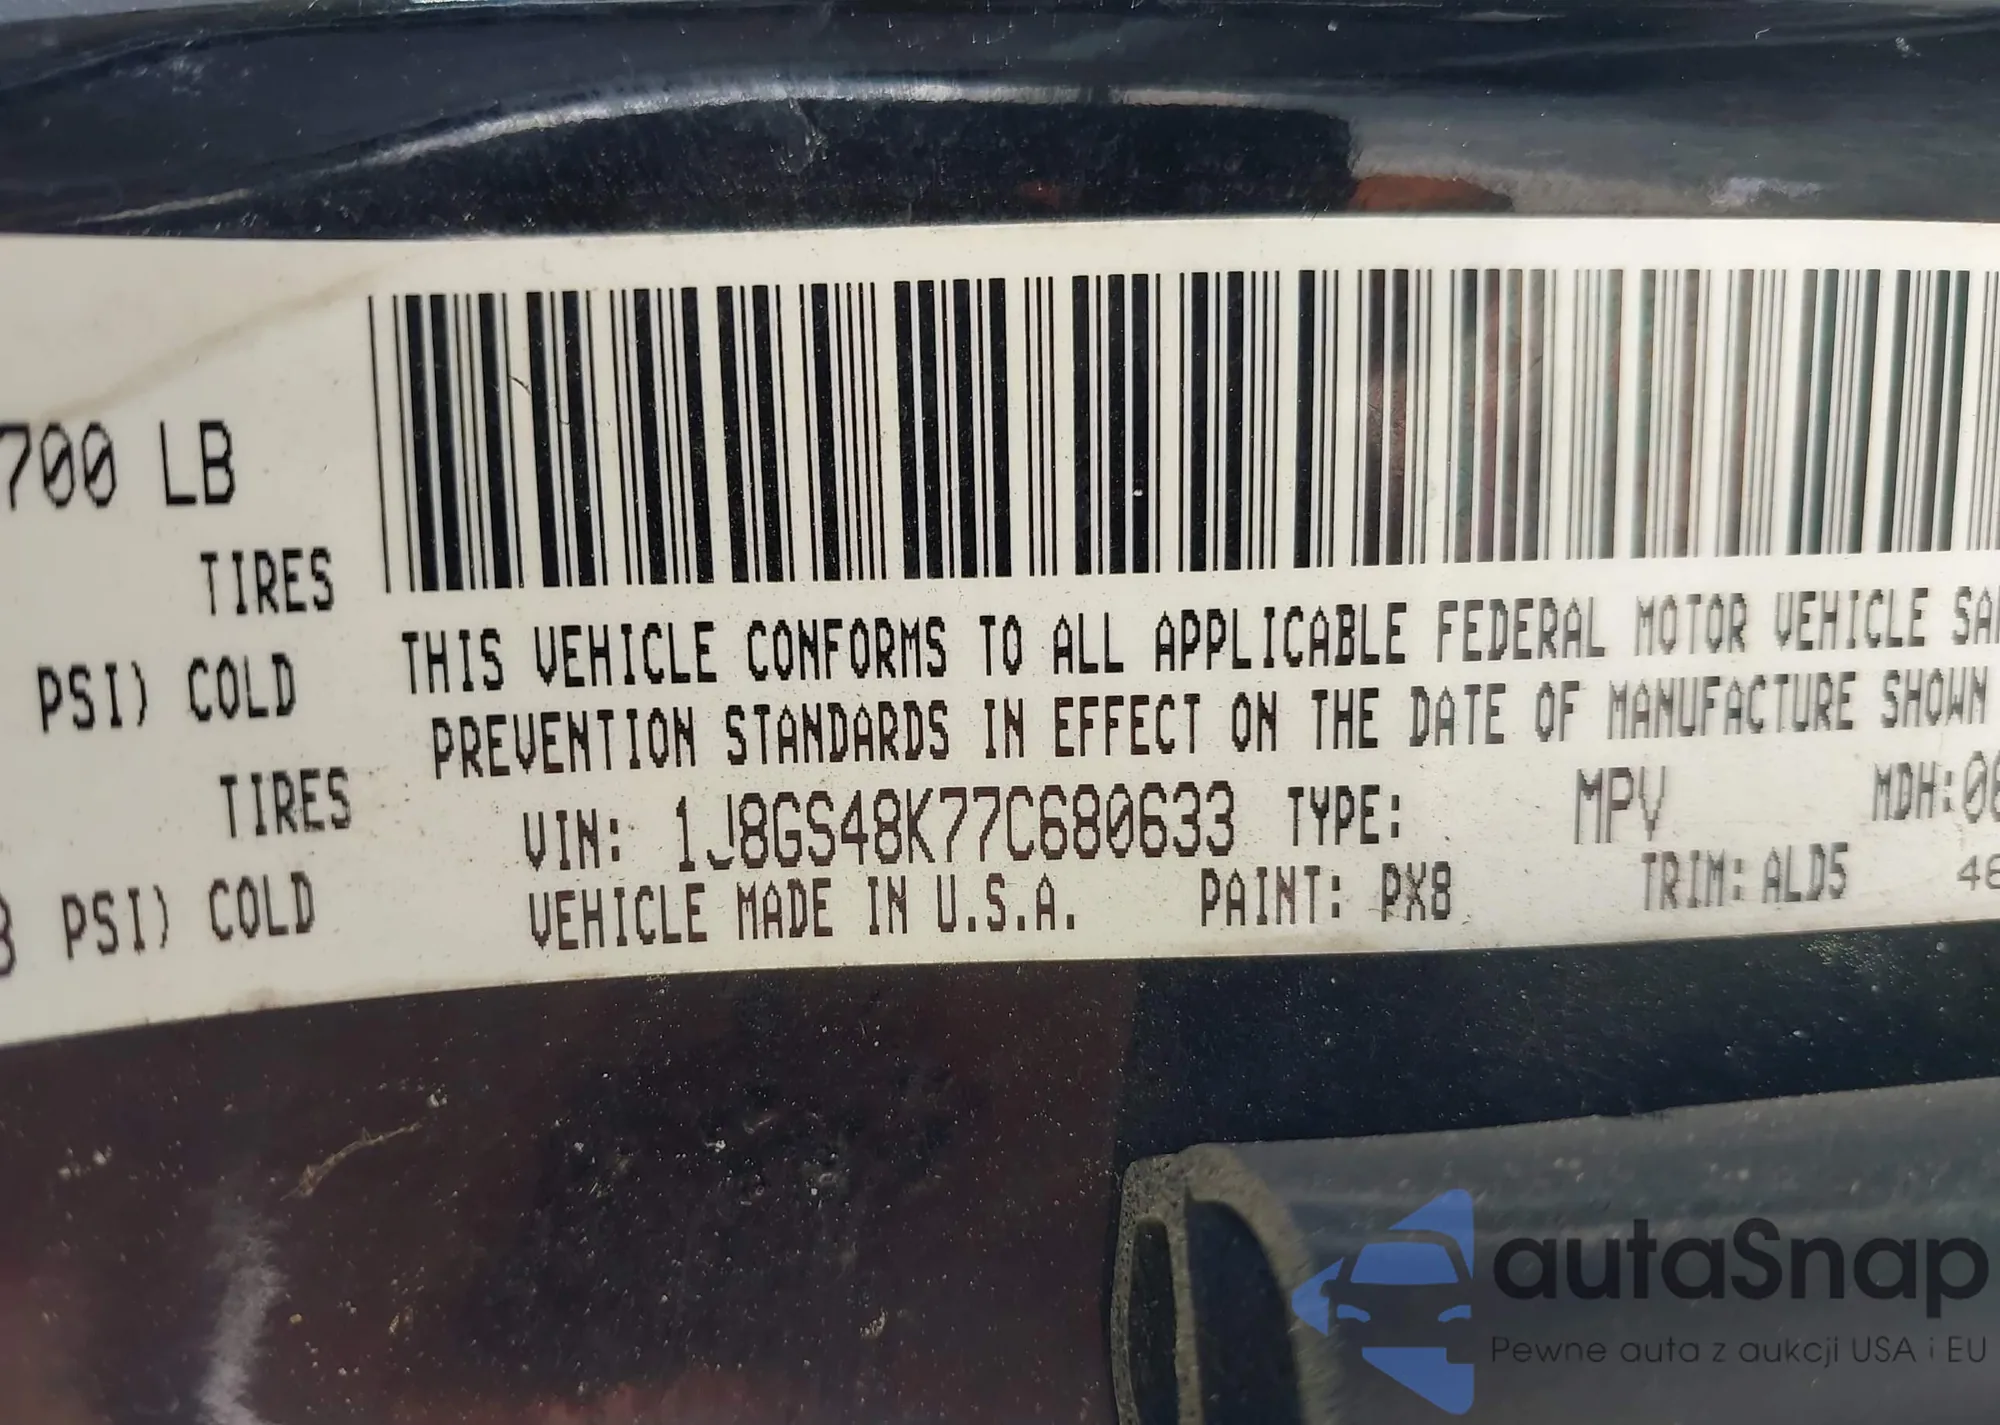 700 LB
TIRES
PSI) COLD
TIRES
PSI) COLD
THIS VEHICLE CONFORMS TO ALL APPLICABLE FEDERAL MOTOR VEHICLE
PREVENTION STANDARDS IN EFFECT ON THE DATE OF MANUFACTURE SHOWN
VIN: 1J8GS48K77C680633 TYPE: MPV MDH:
VEHICLE MADE IN U.S.A. PAINT: PX8 TRIM: ALD5
autaSnap
Pewne auta z aukcji USA i EU